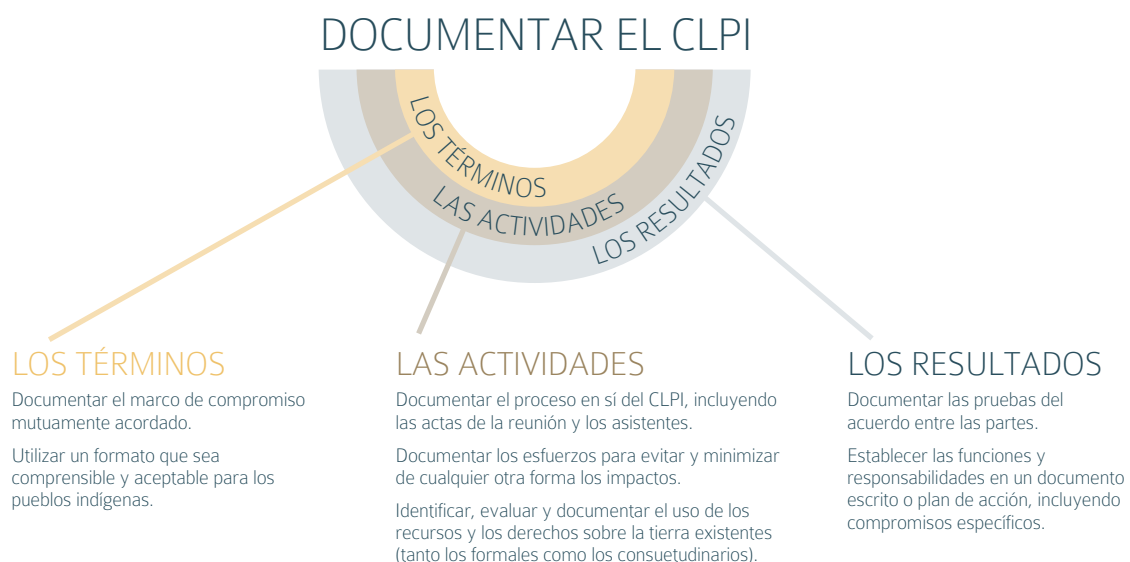 DOCUMENTAR EL CLPI
LOS TÉRMINOS
LAS ACTIVIDADES
LOS RESULTADOS
LOS TÉRMINOS
Documentar el marco de compromiso
mutuamente acordado.
Utilizar un formato que sea
comprensible y aceptable para los
pueblos indígenas.
LAS ACTIVIDADES
Documentar el proceso en sí del CLPI, incluyendo
las actas de la reunión y los asistentes.
Documentar los esfuerzos para evitar y minimizar
de cualquier otra forma los impactos.
Identificar, evaluar y documentar el uso de los
recursos y los derechos sobre la tierra existentes
(tanto los formales como los consuetudinarios).
LOS RESULTADOS
Documentar las pruebas del
acuerdo entre las partes.
Establecer las funciones y
responsabilidades en un documento
escrito o plan de acción, incluyendo
compromisos específicos.